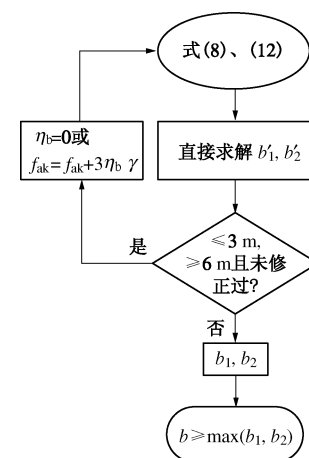 式(8)、(12)
η_b=0或
f_ak=f_ak+3η_b γ
直接求解 b′_1, b′_2
≤3 m,
≥6 m且未修
正过?
是
否
b_1, b_2
b≥max(b_1, b_2)